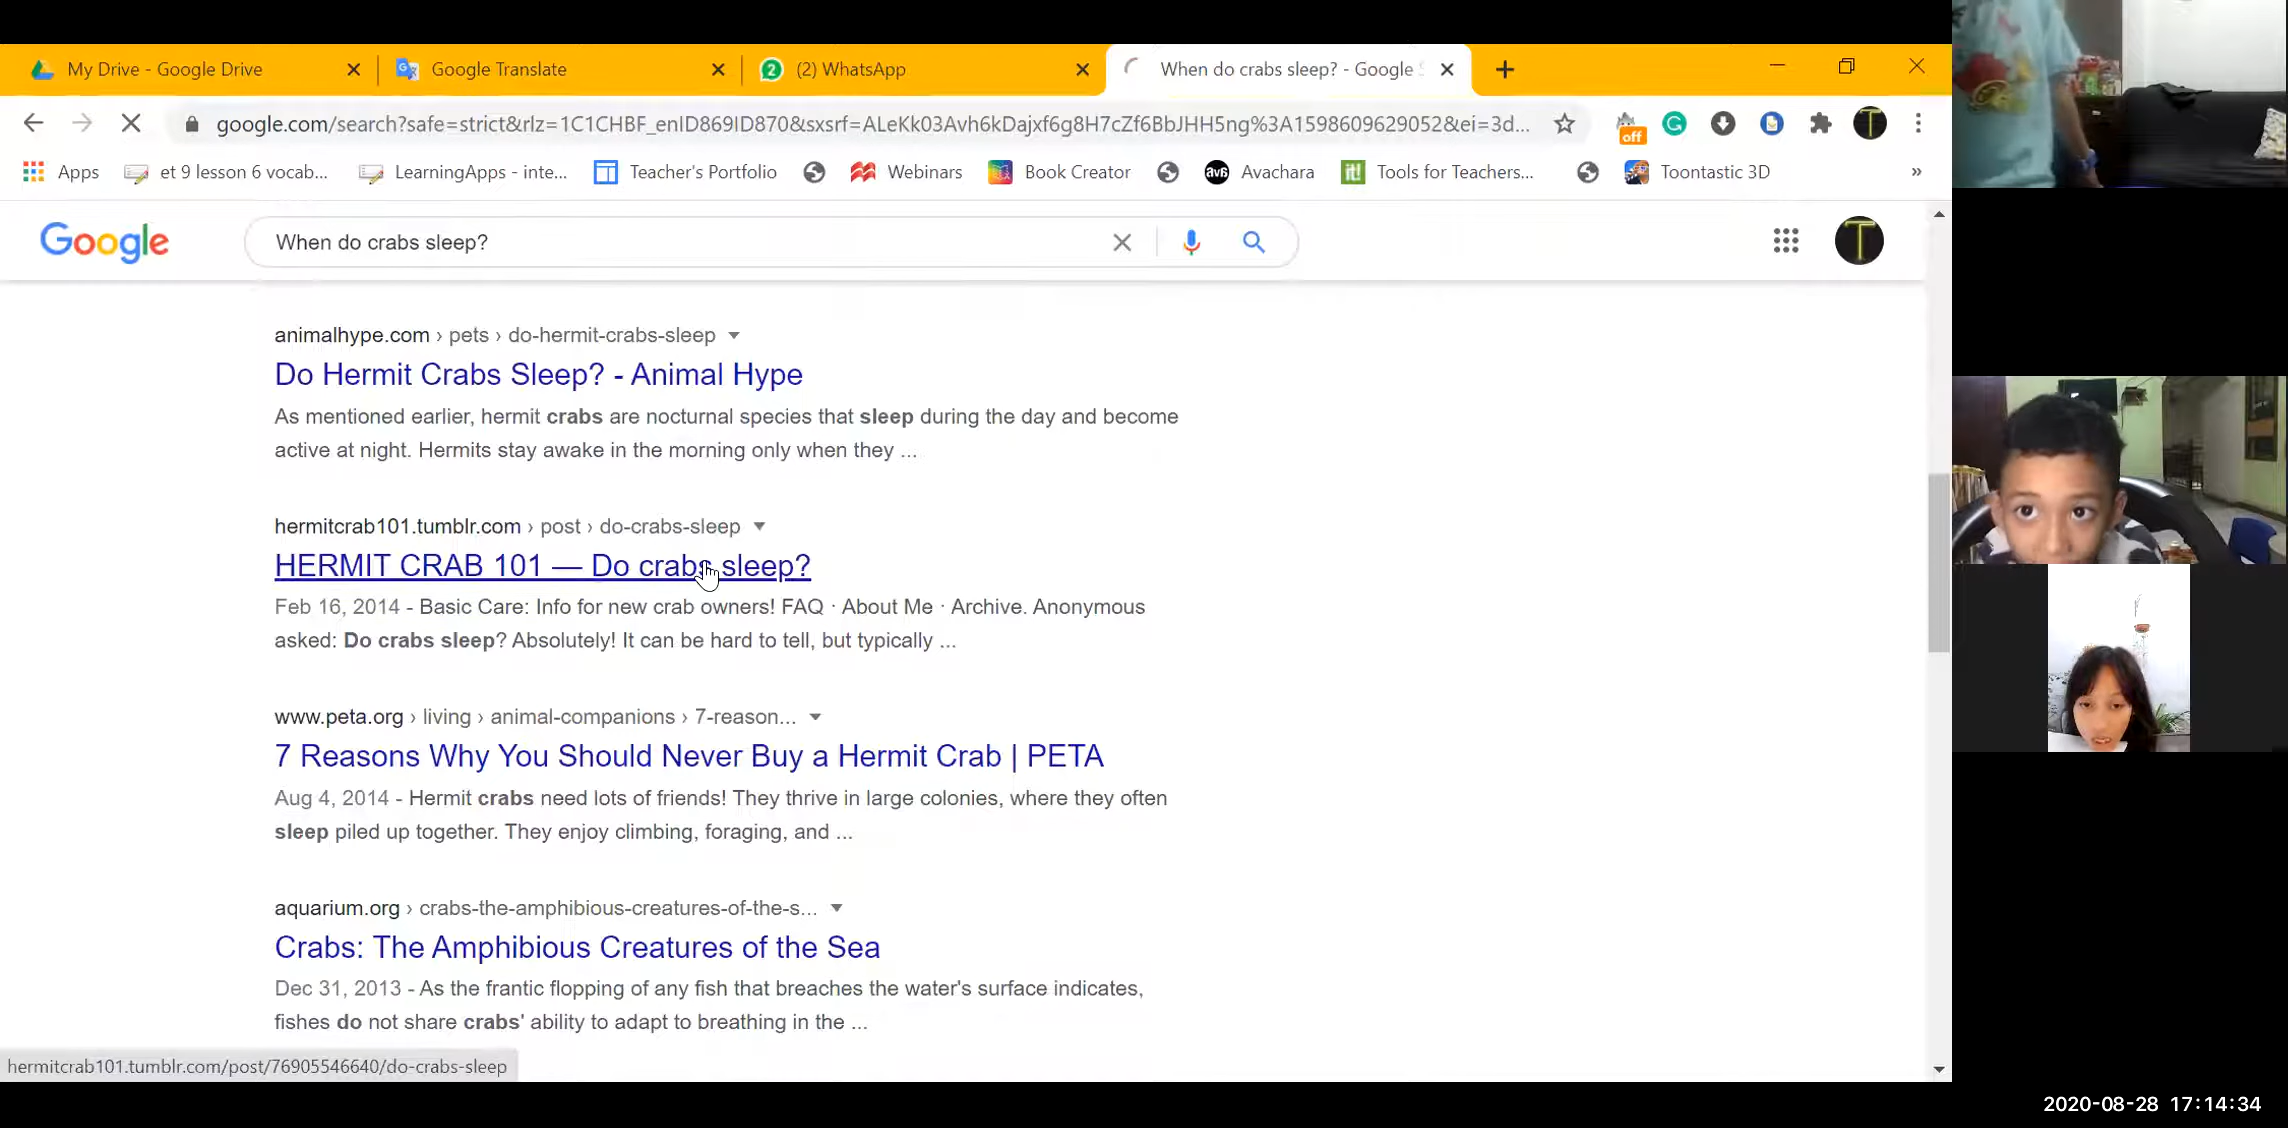 My Drive - Google Drive
Google Translate
2 (2) WhatsApp
When do crabs sleep? - Google
google.com/search?safe=strict&rlz=1C1CHBF_enID869ID870&sxsrf=ALeKk03Avh6kDajxf6g8H7cZf6BbJHH5ng%3A1598609629052&ei=3d...
off
T
Apps
et 9 lesson 6 vocab...
LearningApps - inte...
Teacher's Portfolio
Webinars
Book Creator
Avachara
it! Tools for Teachers...
Toontastic 3D
»
Google
When do crabs sleep?
T
animalhype.com › pets › do-hermit-crabs-sleep
Do Hermit Crabs Sleep? - Animal Hype
As mentioned earlier, hermit crabs are nocturnal species that sleep during the day and become
active at night. Hermits stay awake in the morning only when they ...
hermitcrab101.tumblr.com › post › do-crabs-sleep
HERMIT CRAB 101 — Do crabs sleep?
Feb 16, 2014 - Basic Care: Info for new crab owners! FAQ · About Me · Archive. Anonymous
asked: Do crabs sleep? Absolutely! It can be hard to tell, but typically ...
www.peta.org › living › animal-companions › 7-reason...
7 Reasons Why You Should Never Buy a Hermit Crab | PETA
Aug 4, 2014 - Hermit crabs need lots of friends! They thrive in large colonies, where they often
sleep piled up together. They enjoy climbing, foraging, and ...
aquarium.org › crabs-the-amphibious-creatures-of-the-s...
Crabs: The Amphibious Creatures of the Sea
Dec 31, 2013 - As the frantic flopping of any fish that breaches the water's surface indicates,
fishes do not share crabs' ability to adapt to breathing in the ...
hermitcrab101.tumblr.com/post/76905546640/do-crabs-sleep
2020-08-28 17:14:34